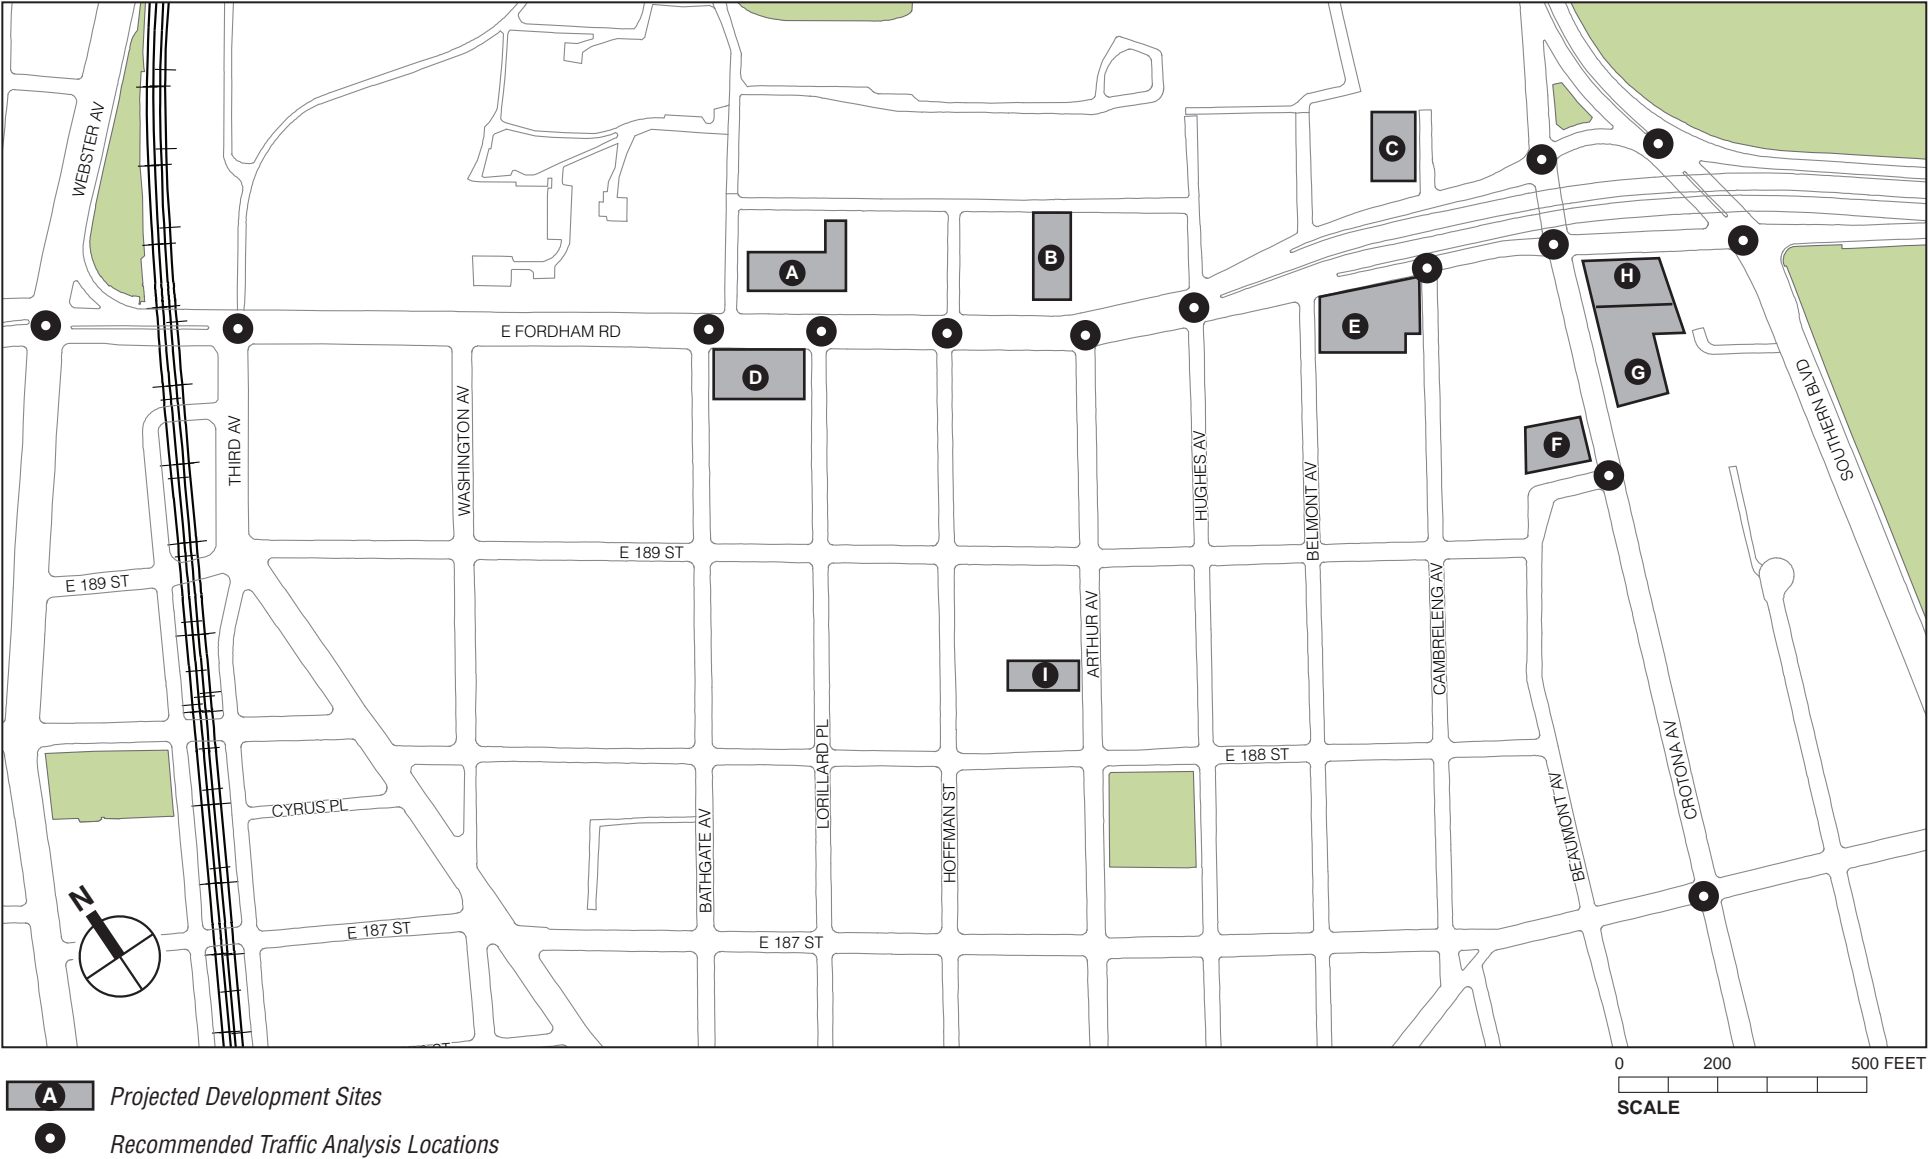 WEBSTER AV
C
A
B
H
E FORDHAM RD
E
D
G
THIRD AV
WASHINGTON AV
F
SOUTHERN BLVD
HUGHES AV
BELMONT AV
E 189 ST
E 189 ST
ARTHUR AV
CAMBRELENG AV
I
LORILLARD PL
E 188 ST
CROTONA AV
CYRUS PL
HOFFMAN ST
BATHGATE AV
BEAUMONT AV
N
E 187 ST
E 187 ST
ST
0 200 500 FEET
SCALE
A Projected Development Sites
Recommended Traffic Analysis Locations